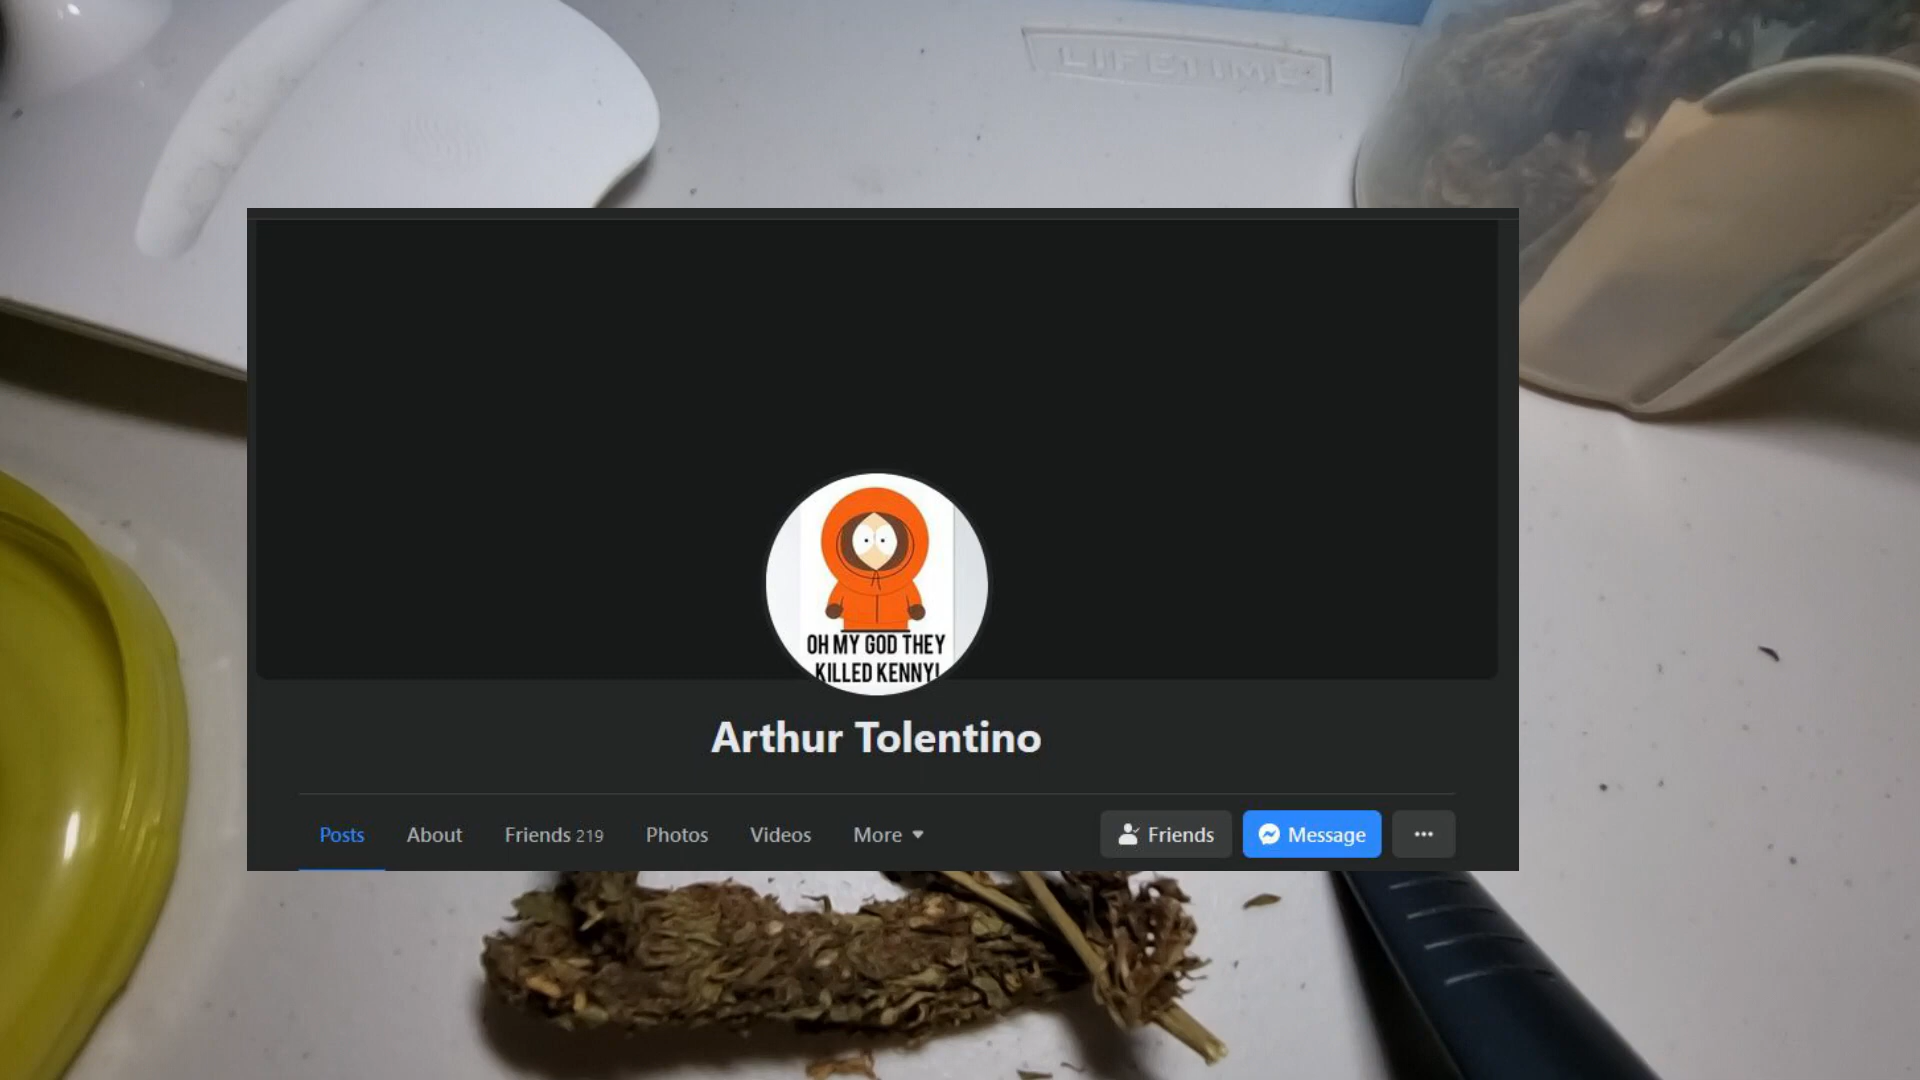 LIFETIME
OH MY GOD THEY
KILLED KENNY!
Arthur Tolentino
Posts About Friends 219 Photos Videos More Friends Message